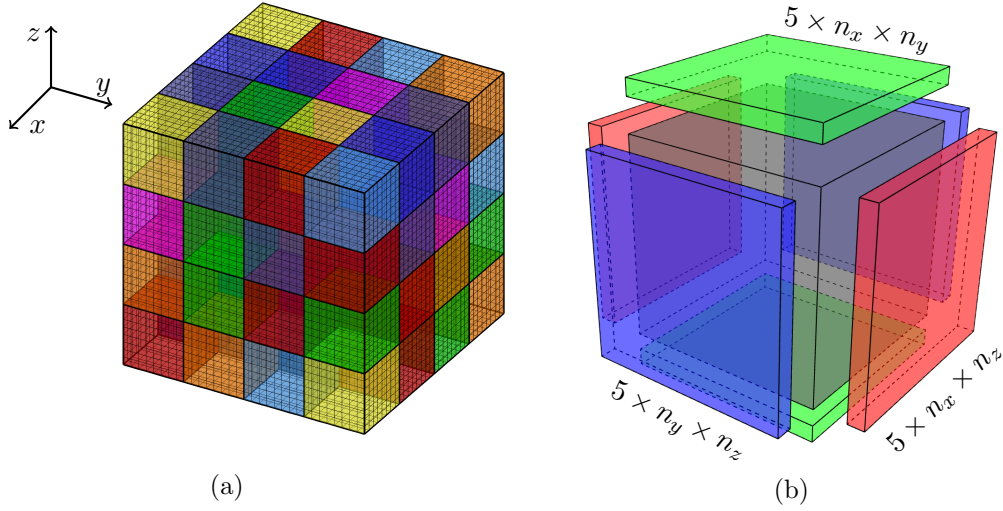 z
y
x
5 × n_x × n_y
5 × n_y × n_z
5 × n_x × n_z
(a)
(b)